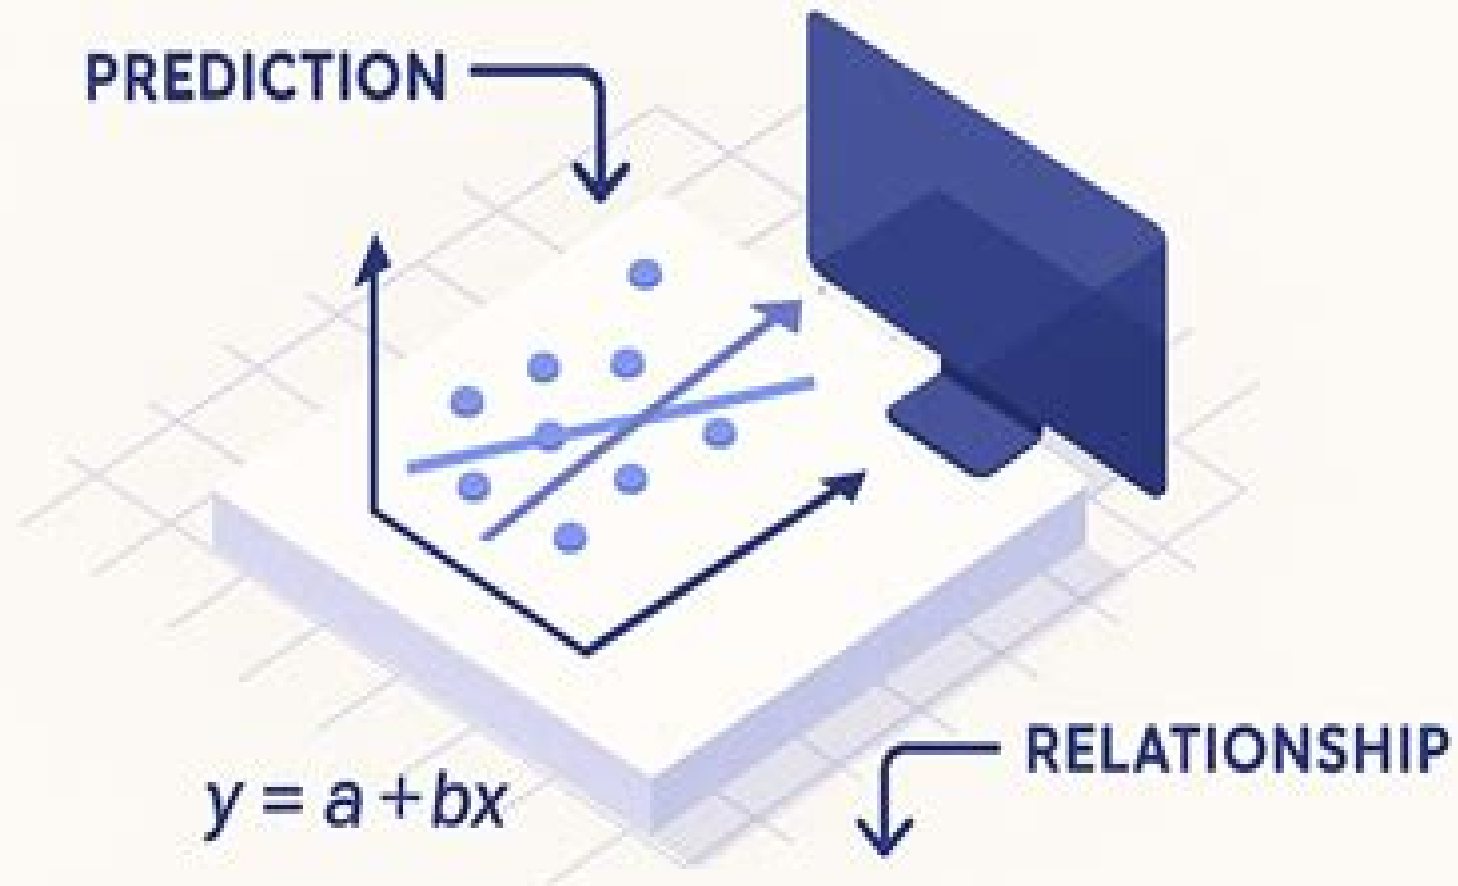 PREDICTION
RELATIONSHIP
y = a + bx